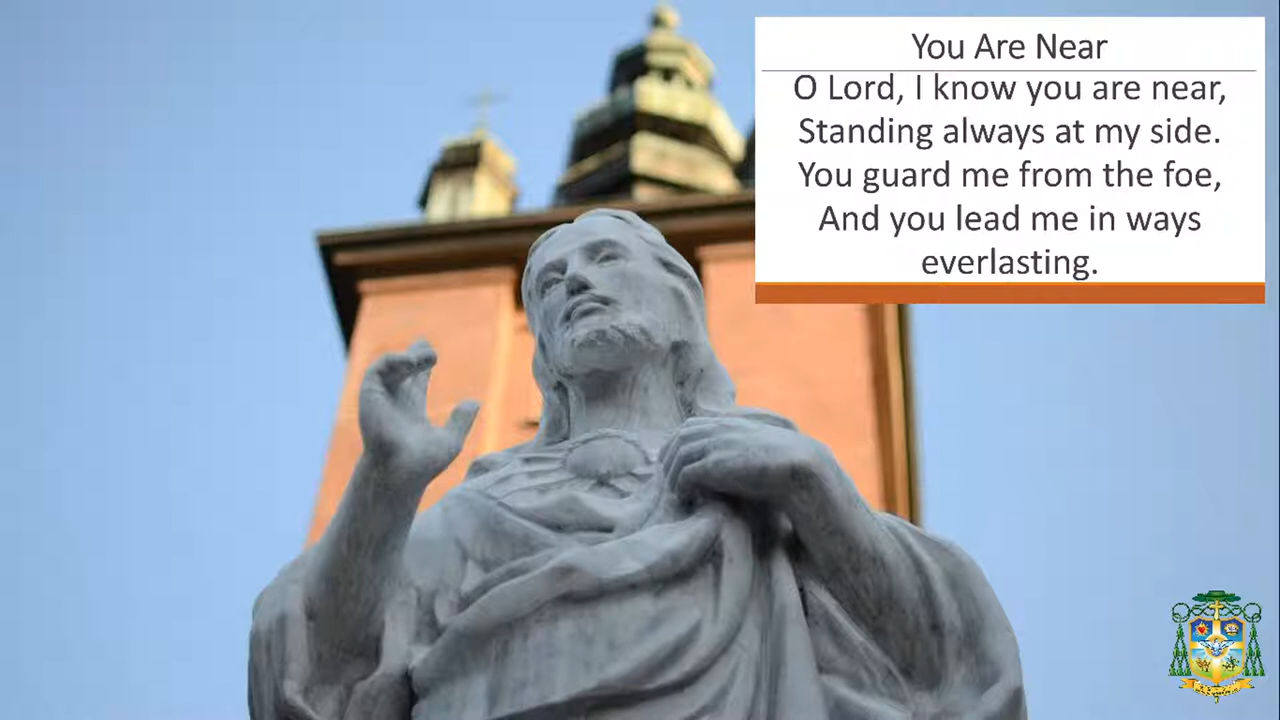 You Are Near
O Lord, I know you are near,
Standing always at my side.
You guard me from the foe,
And you lead me in ways
everlasting.